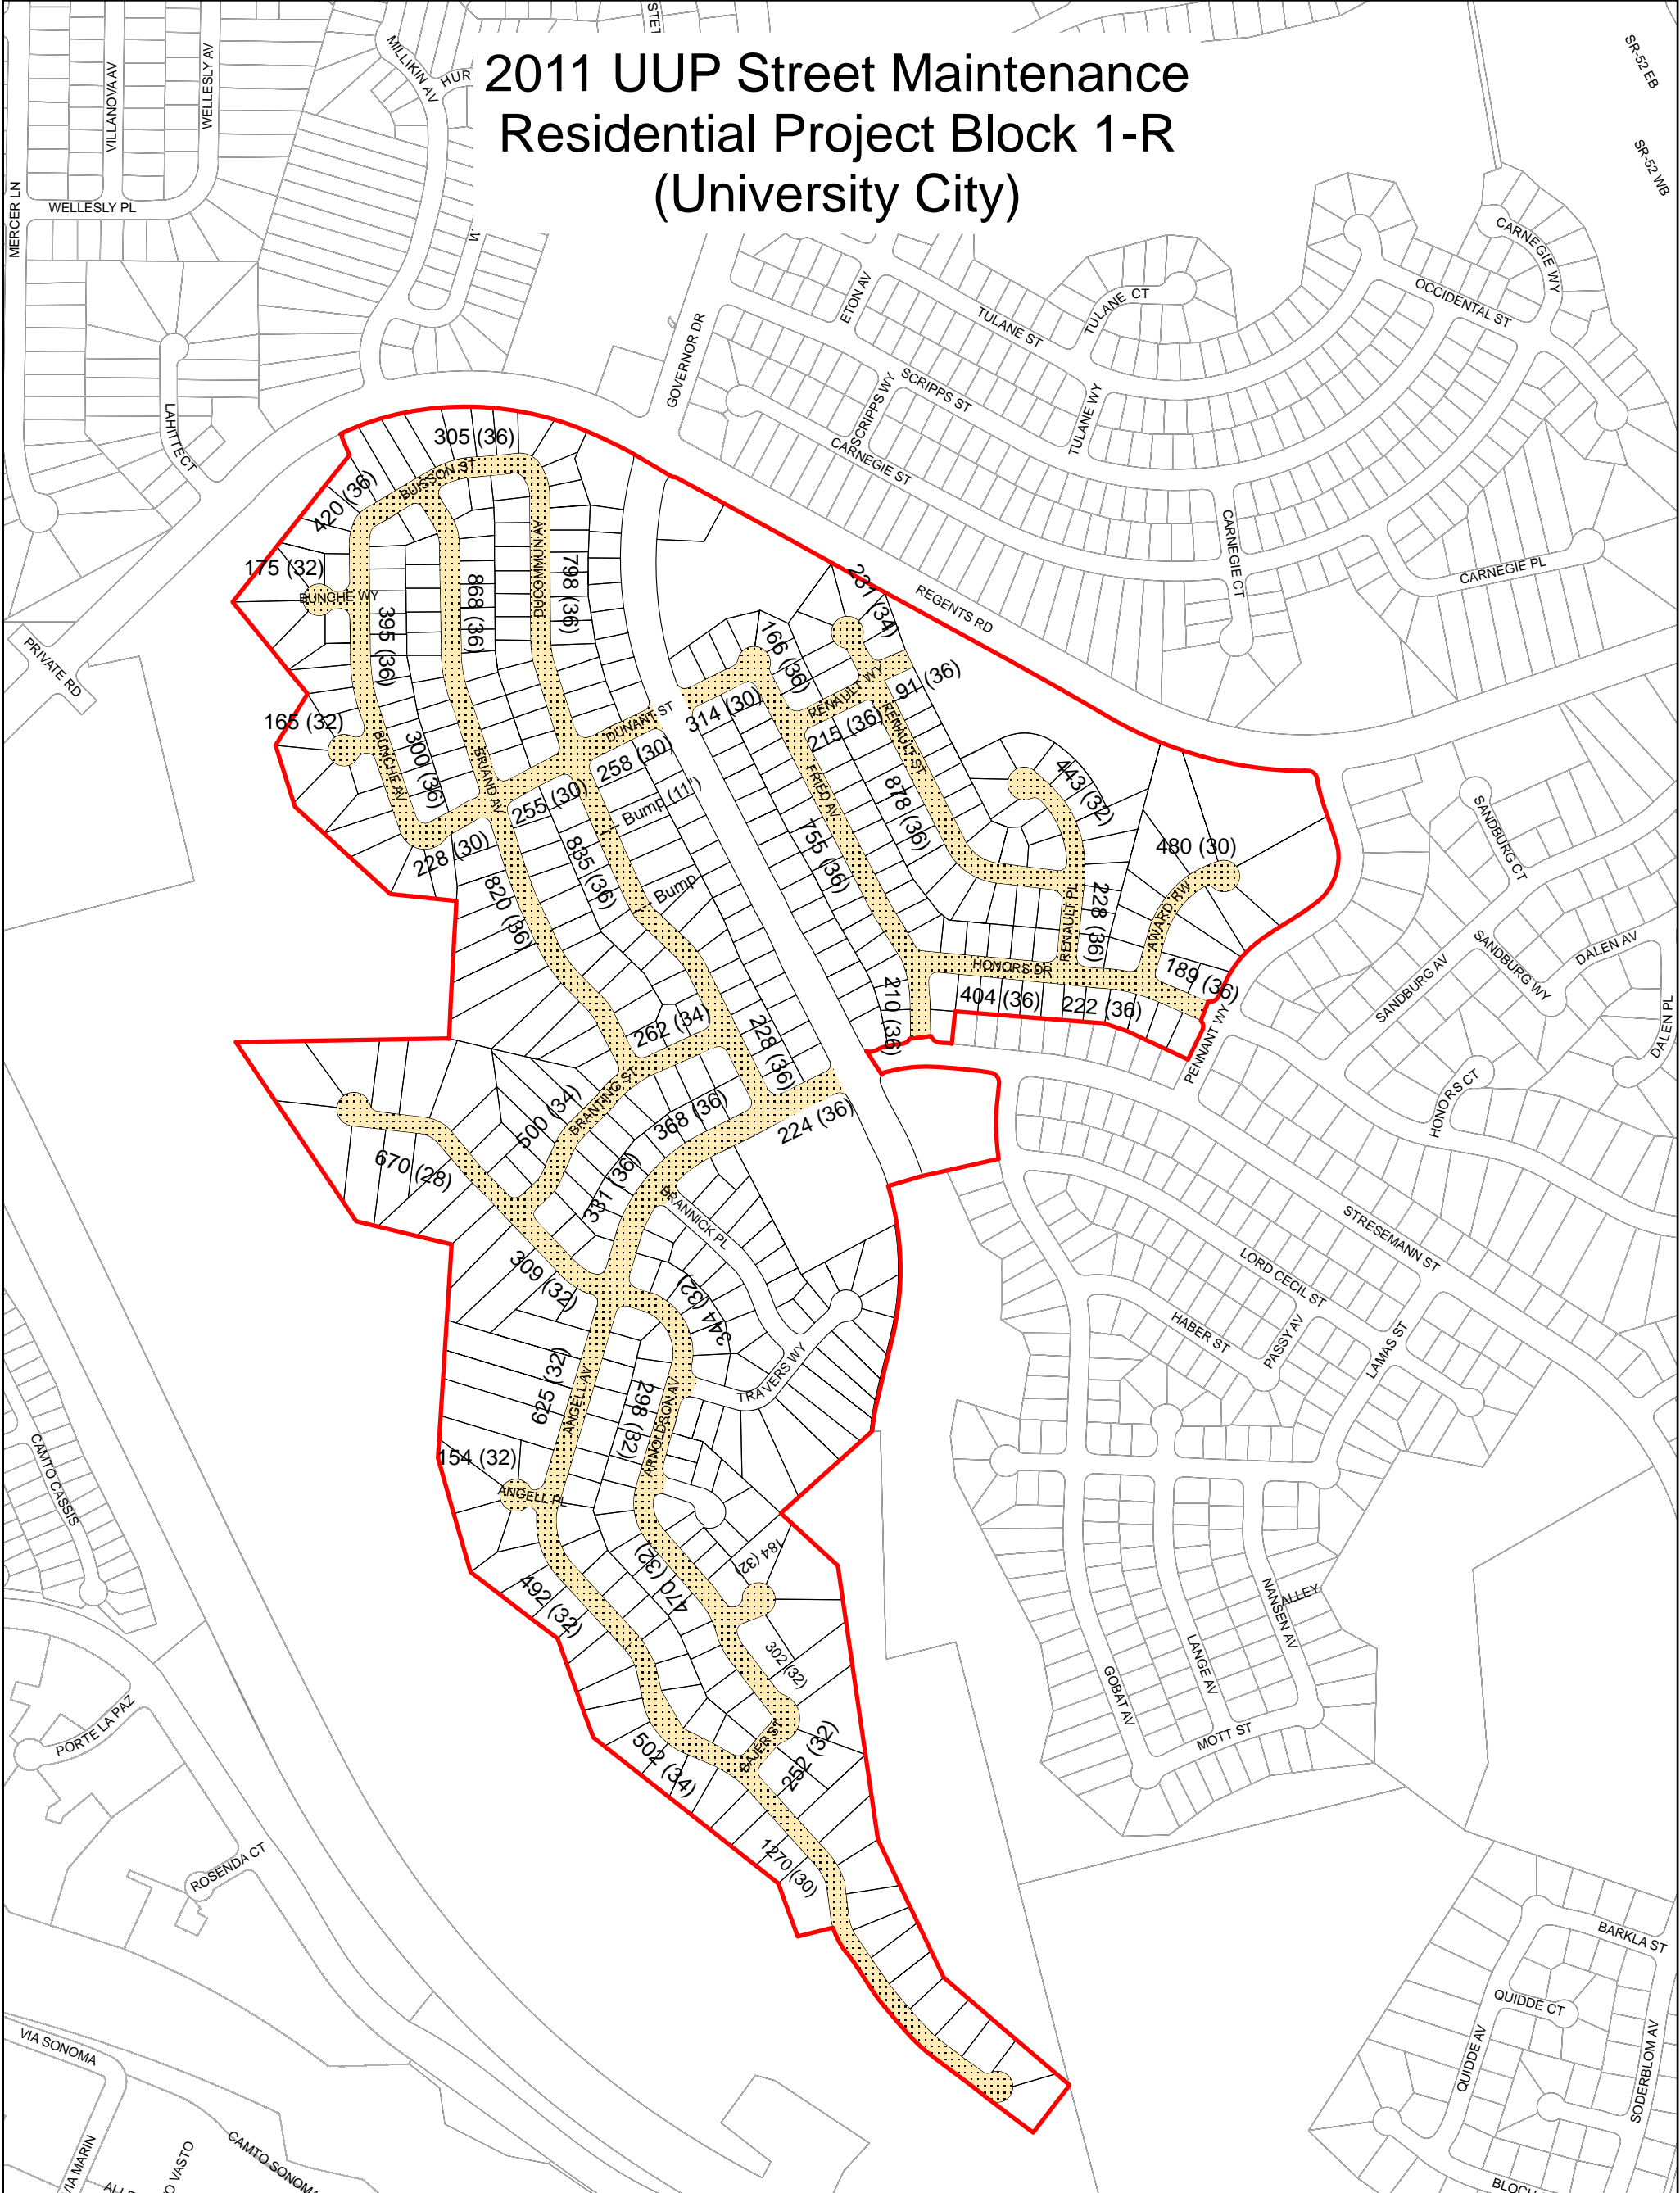 2011 UUP Street Maintenance
Residential Project Block 1-R
(University City)
SR-52 EB
SR-52 WB
MERCER LN
VILLANOVA AV
WELLESLY AV
WELLESLY PL
MILLIKIN AV
HUR
LAHITTE CT
PRIVATE RD
GOVERNOR DR
ETON AV
TULANE ST
TULANE CT
TULANE WY
SCRIPPS ST
SCRIPPS WY
CARNEGIE ST
CARNEGIE CT
CARNEGIE PL
CARNEGIE WY
OCCIDENTAL ST
REGENTS RD
305 (36)
BUISSON ST
420 (36)
175 (32)
BUNCHE WY
395 (36)
868 (36)
DECOMMUN AV
798 (36)
165 (32)
BUNCHE AV
300 (36)
BRIAND AV
228 (30)
255 (30)
DUNANT ST
258 (30)
314 (30)
166 (36)
231 (34)
RENAULT WY
91 (36)
215 (36)
RENAULT ST
FRIED AV
878 (36)
755 (36)
443 (32)
480 (30)
Bump (11')
Bump
835 (36)
820 (36)
RENAULT PL
228 (36)
AWARD RW
HONORS DR
189 (36)
404 (36)
222 (36)
210 (36)
262 (34)
228 (36)
BRANTING ST
500 (34)
368 (36)
224 (36)
670 (28)
331 (36)
BRANNICK PL
309 (32)
344 (32)
TRAVERS WY
625 (32)
ANGELL AV
298 (32)
ARNOLDSON AV
154 (32)
ANGELL PL
470 (32)
184 (32)
492 (32)
302 (32)
BAJER ST
252 (32)
502 (34)
1270 (30)
PENNANT WY
SANDBURG CT
SANDBURG AV
SANDBURG WY
DALEN AV
DALEN PL
HONORS CT
STRESEMANN ST
LORD CECIL ST
HABER ST
PASSY AV
LAMAS ST
NANSEN AV
ALLEY
LANGE AV
GOBAT AV
MOTT ST
CAMTO CASSIS
PORTE LA PAZ
ROSENDA CT
VIA SONOMA
VIA MARIN
O VASTO
CAMTO SONOMA
BARKLA ST
QUIDDE CT
QUIDDE AV
SODERBLOM AV